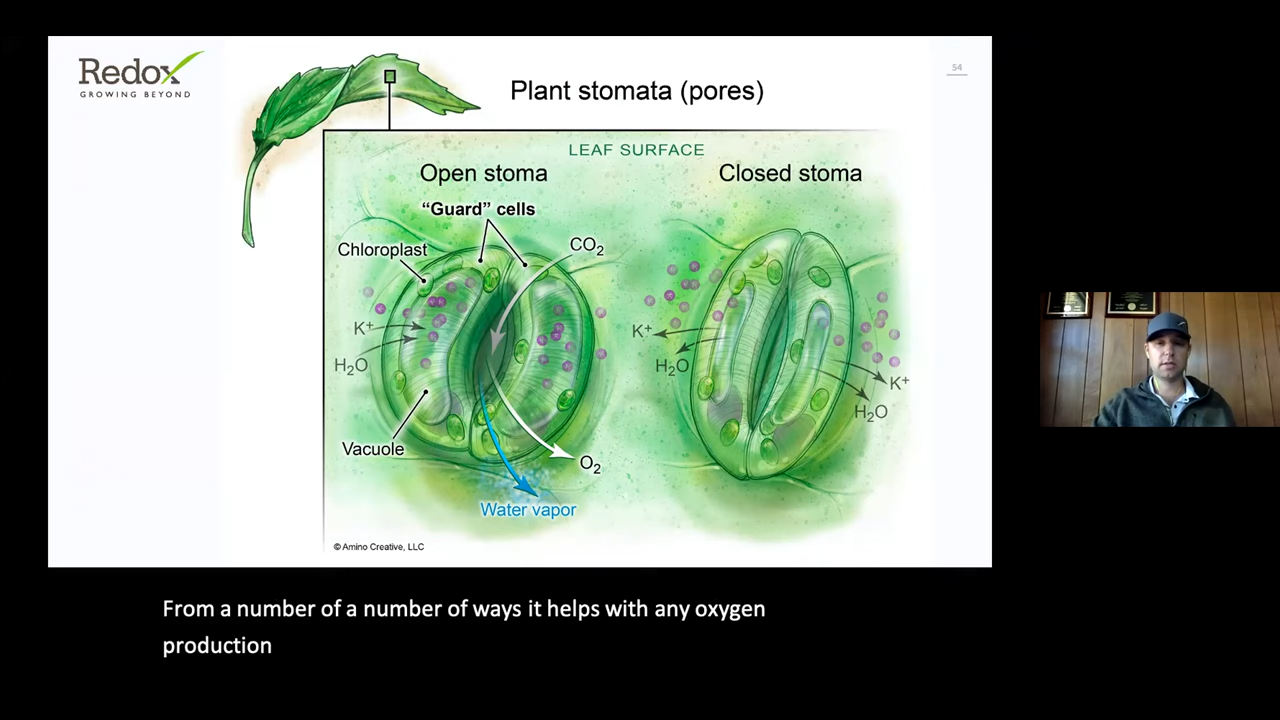 Redox
GROWING BEYOND
Plant stomata (pores)
54
LEAF SURFACE
Open stoma
Closed stoma
“Guard” cells
Chloroplast
CO₂
K⁺
H₂O
Vacuole
O₂
Water vapor
K⁺
H₂O
K⁺
H₂O
© Amino Creative, LLC
From a number of a number of ways it helps with any oxygen
production